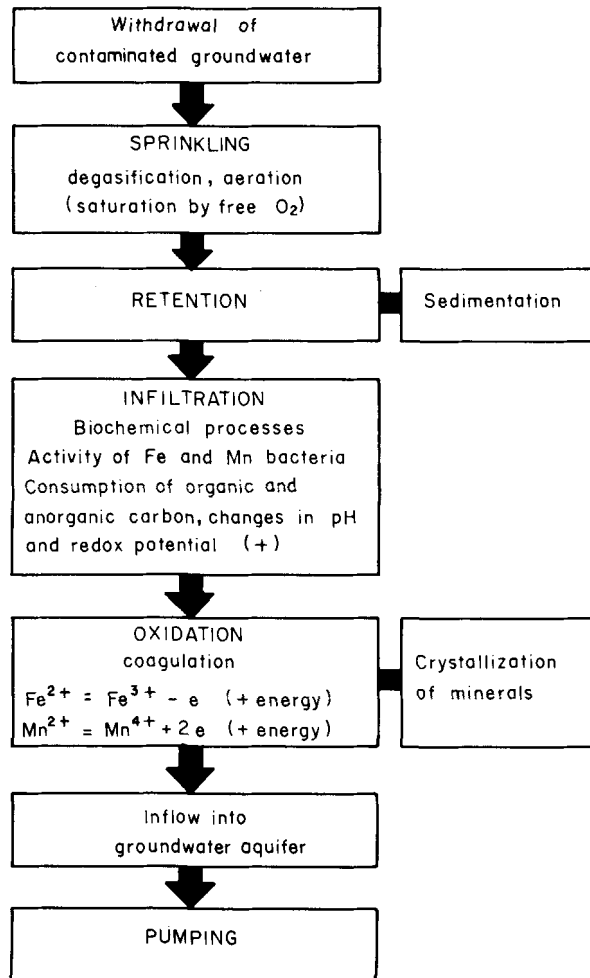 Withdrawal of
contaminated groundwater
SPRINKLING
degasification, aeration
(saturation by free O₂)
RETENTION
Sedimentation
INFILTRATION
Biochemical processes
Activity of Fe and Mn bacteria
Consumption of organic and
anorganic carbon, changes in pH
and redox potential (+)
OXIDATION
coagulation
Fe²⁺ = Fe³⁺ - e (+ energy)
Mn²⁺ = Mn⁴⁺ + 2 e (+ energy)
Crystallization
of minerals
Inflow into
groundwater aquifer
PUMPING